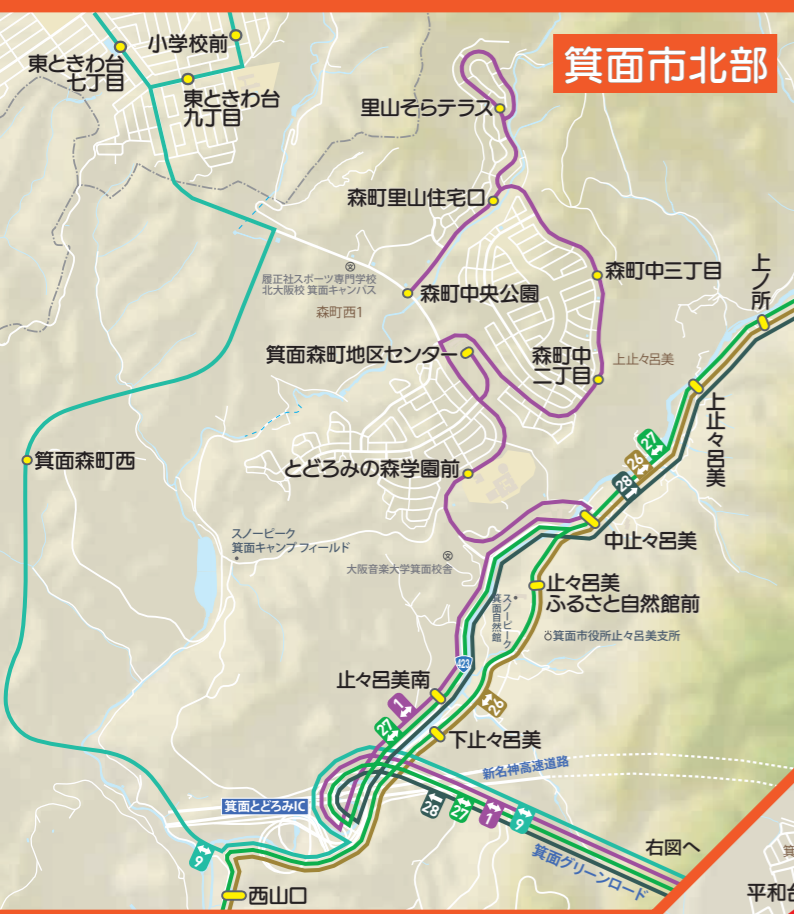 箕面市北部
小学校前
東ときわ台
七丁目
東ときわ台
九丁目
里山そらテラス
森町里山住宅口
履正社スポーツ専門学校
北大阪校 箕面キャンパス
森町西1
森町中央公園
森町中三丁目
上ノ所
箕面森町地区センター
森町中
二丁目
上止々呂美
上止々呂美
27
26
28
箕面森町西
とどろみの森学園前
中止々呂美
スノーピーク
箕面キャンプフィールド
大阪音楽大学箕面校舎
止々呂美
ふるさと自然館前
スノーピーク
箕面自然館
箕面市役所止々呂美支所
423
止々呂美南
1
27
26
下止々呂美
新名神高速道路
箕面とどろみIC
28
27
1
9
9
箕面グリーンロード
右図へ
西山口
箕
平和台